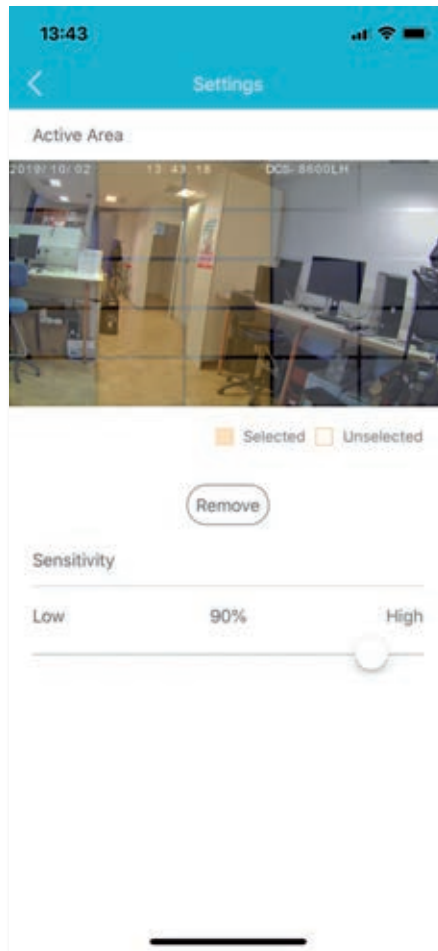 13:43
Settings
Active Area
2019/10/02 13:43:18 DCS-8600LH
Selected Unselected
Remove
Sensitivity
Low 90% High